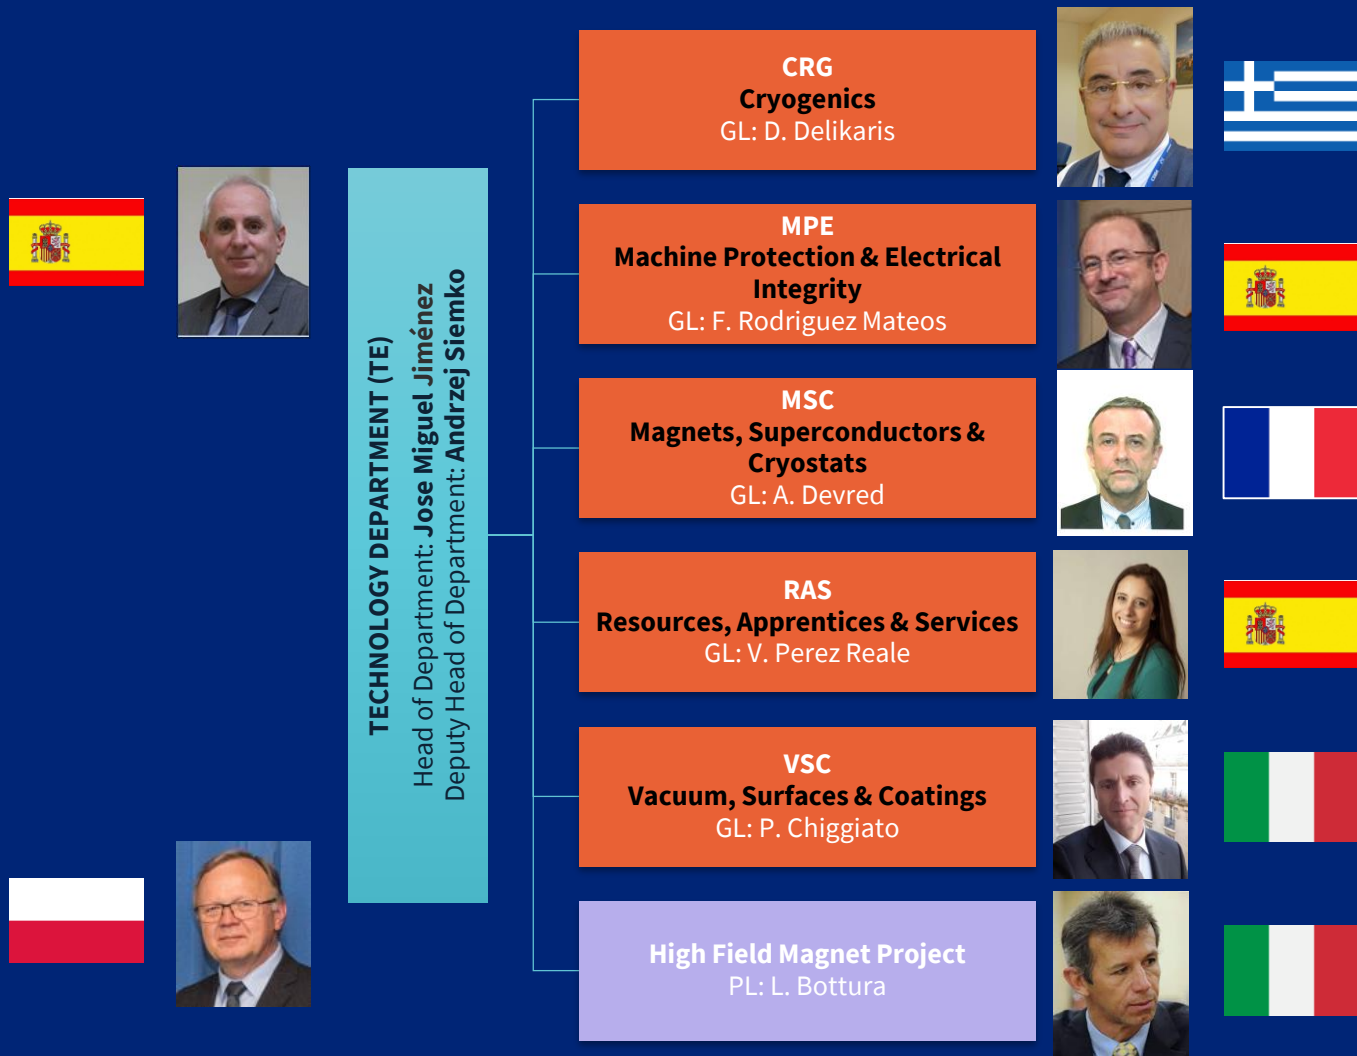 TECHNOLOGY DEPARTMENT (TE)
Head of Department: Jose Miguel Jiménez
Deputy Head of Department: Andrzej Siemko
CRG
Cryogenics
GL: D. Delikaris
MPE
Machine Protection & Electrical
Integrity
GL: F. Rodriguez Mateos
MSC
Magnets, Superconductors &
Cryostats
GL: A. Devred
RAS
Resources, Apprentices & Services
GL: V. Perez Reale
VSC
Vacuum, Surfaces & Coatings
GL: P. Chiggiato
High Field Magnet Project
PL: L. Bottura